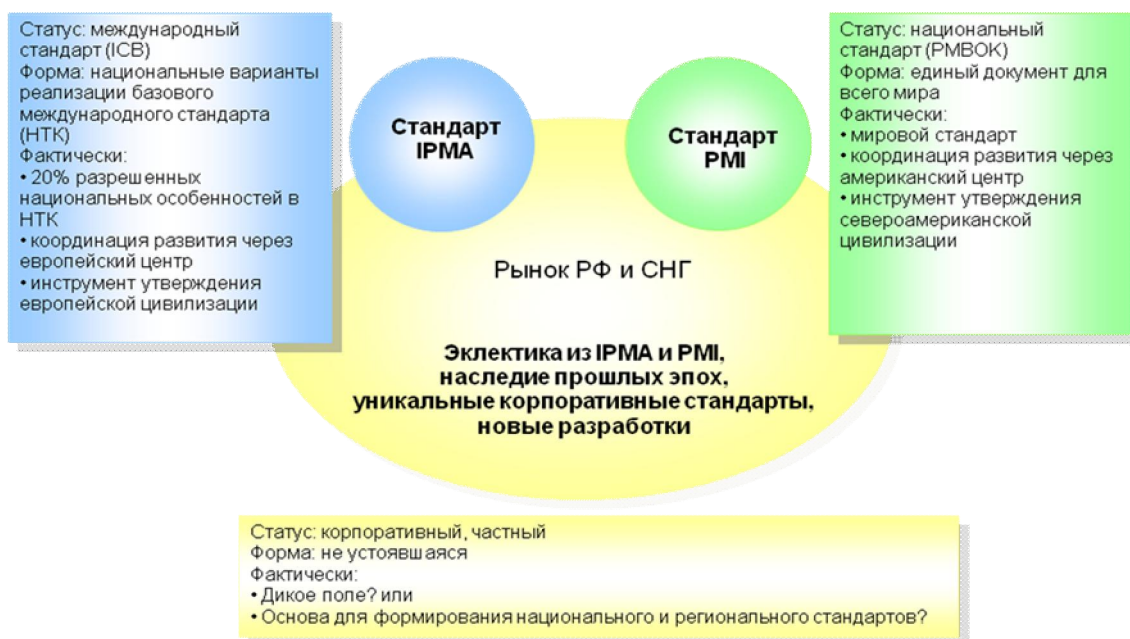 Статус: международный
стандарт (ICB)
Форма: национальные варианты
реализации базового
международного стандарта
(НТК)
Фактически:
• 20% разрешенных
национальных особенностей в
НТК
• координация развития через
европейский центр
• инструмент утверждения
европейской цивилизации
Стандарт
IPMA
Стандарт
PMI
Статус: национальный
стандарт (PMBOK)
Форма: единый документ для
всего мира
Фактически:
• мировой стандарт
• координация развития через
американский центр
• инструмент утверждения
североамериканской
цивилизации
Рынок РФ и СНГ
Эклектика из IPMA и PMI,
наследие прошлых эпох,
уникальные корпоративные стандарты,
новые разработки
Статус: корпоративный, частный
Форма: не устоявшаяся
Фактически:
• Дикое поле? или
• Основа для формирования национального и регионального стандартов?